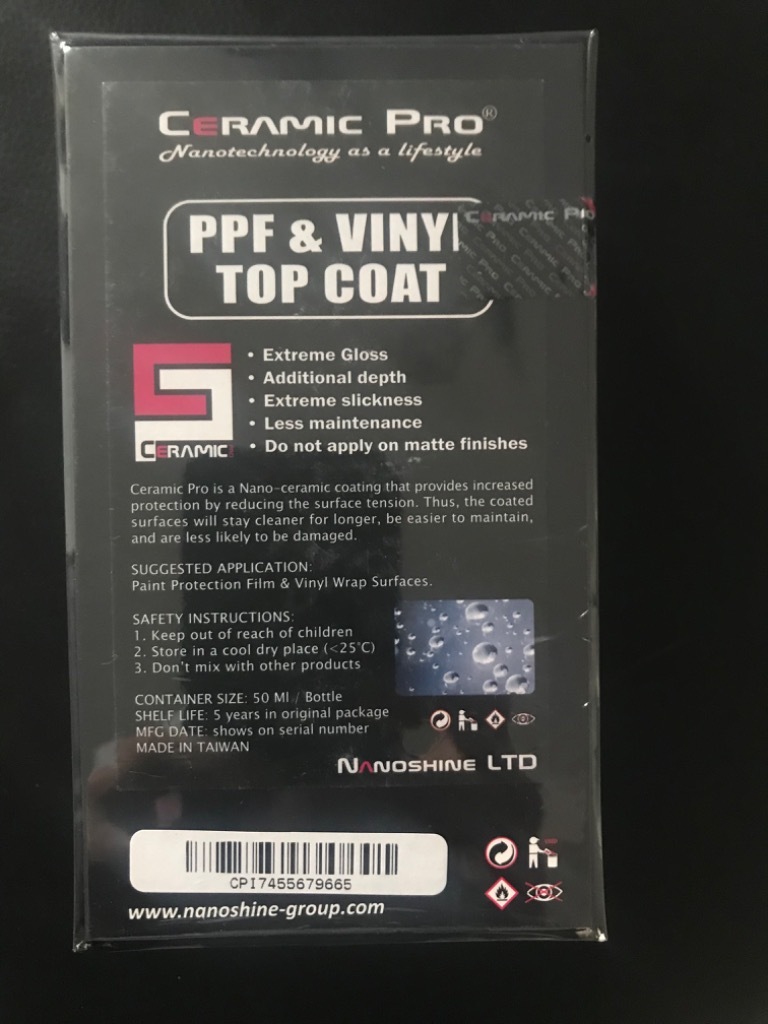 CERAMIC PRO®
Nanotechnology as a lifestyle
PPF & VINYL
TOP COAT
CERAMIC PRO
• Extreme Gloss
• Additional depth
• Extreme slickness
• Less maintenance
• Do not apply on matte finishes
CERAMIC
Ceramic Pro is a Nano-ceramic coating that provides increased
protection by reducing the surface tension. Thus, the coated
surfaces will stay cleaner for longer, be easier to maintain,
and are less likely to be damaged.
SUGGESTED APPLICATION:
Paint Protection Film & Vinyl Wrap Surfaces.
SAFETY INSTRUCTIONS:
1. Keep out of reach of children
2. Store in a cool dry place (<25°C)
3. Don't mix with other products
CONTAINER SIZE: 50 Ml / Bottle
SHELF LIFE: 5 years in original package
MFG DATE: shows on serial number
MADE IN TAIWAN
NANOSHINE LTD
CPI7455679665
www.nanoshine-group.com